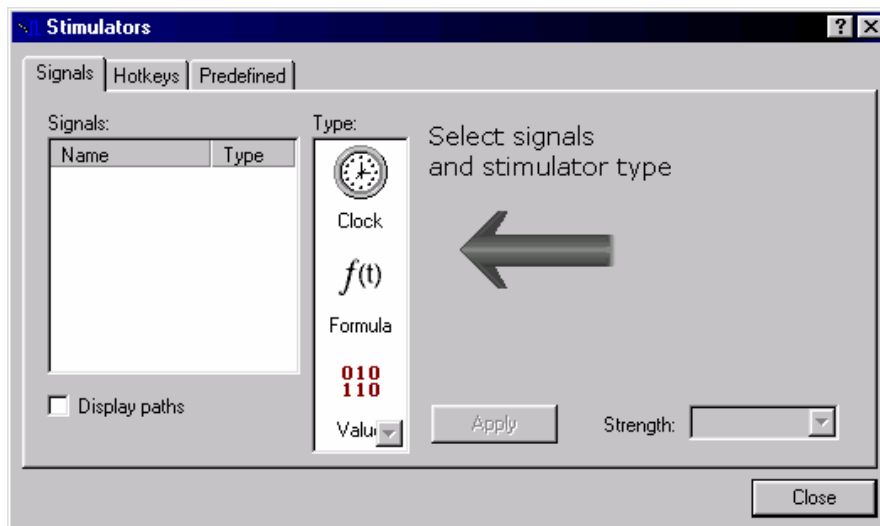 Stimulators
Signals Hotkeys Predefined
Signals:
Name Type
Type:
Clock
f(t)
Formula
010
110
Value
Select signals
and stimulator type
Display paths
Apply
Strength:
Close